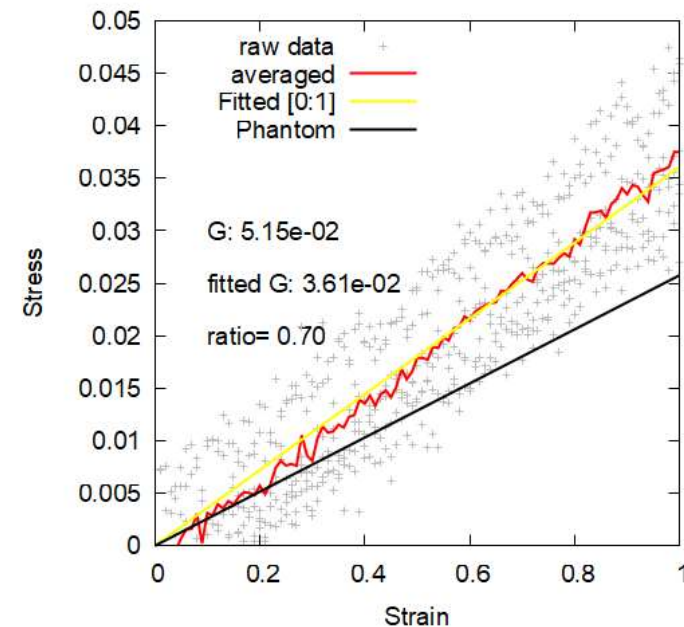 0.05
0.045
0.04
0.035
0.03
0.025
0.02
0.015
0.01
0.005
0
Stress
raw data
averaged
Fitted [0:1]
Phantom
G: 5.15e-02
fitted G: 3.61e-02
ratio= 0.70
0 0.2 0.4 0.6 0.8 1
Strain